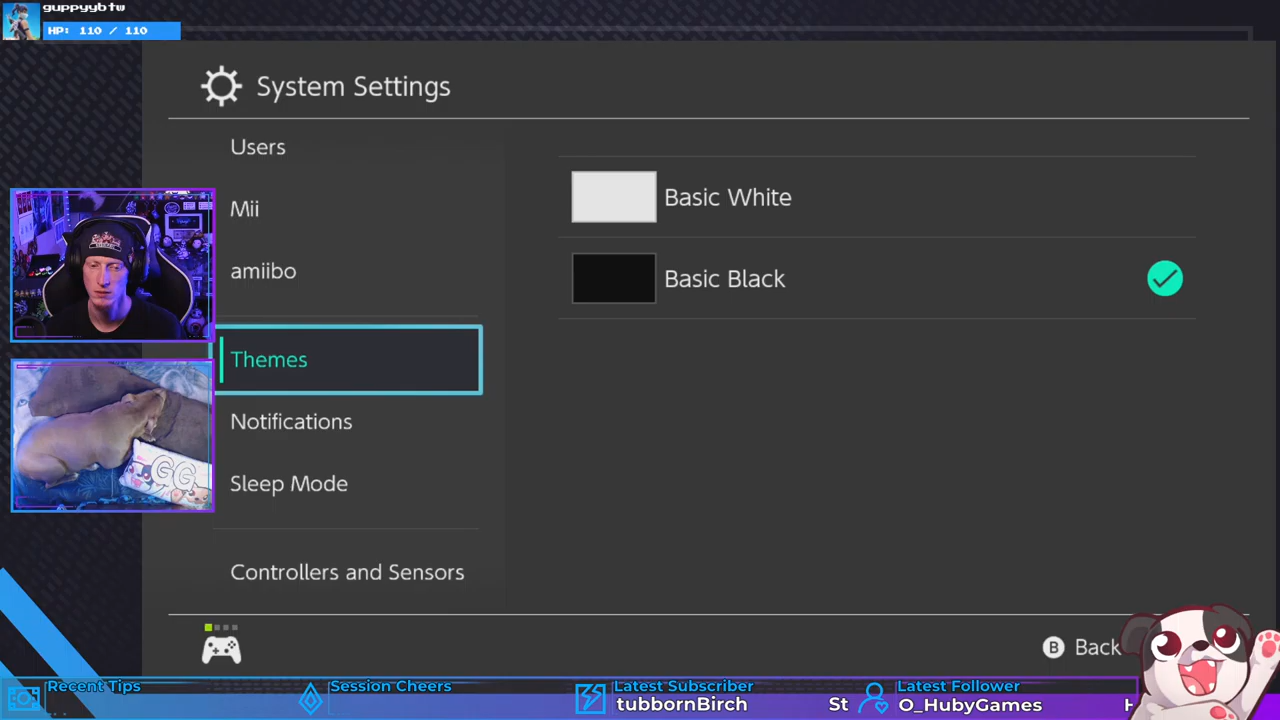 guppyybtw
HP: 110 / 110
System Settings
Users
Mii
amiibo
Themes
Notifications
Sleep Mode
Controllers and Sensors
Basic White
Basic Black
GG
B Back
Recent Tips
Session Cheers
Latest Subscriber
tubbornBirch St
Latest Follower
O_HubyGames H